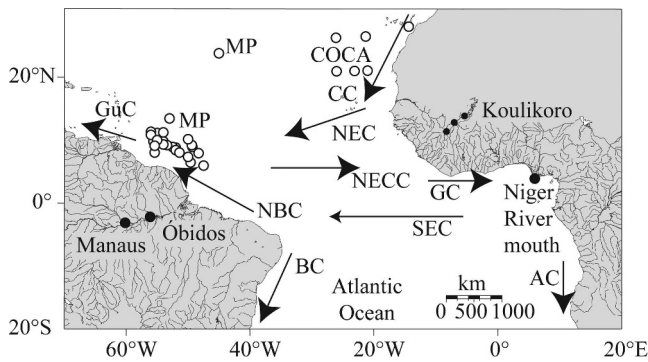 MP
COCA
20°N
CC
GuC
MP
Koulikoro
NEC
NECC
GC
Niger
River
mouth
0°
NBC
SEC
Manaus
Óbidos
BC
AC
Atlantic
Ocean
km
0 500 1000
20°S
60°W
40°W
20°W
0°
20°E